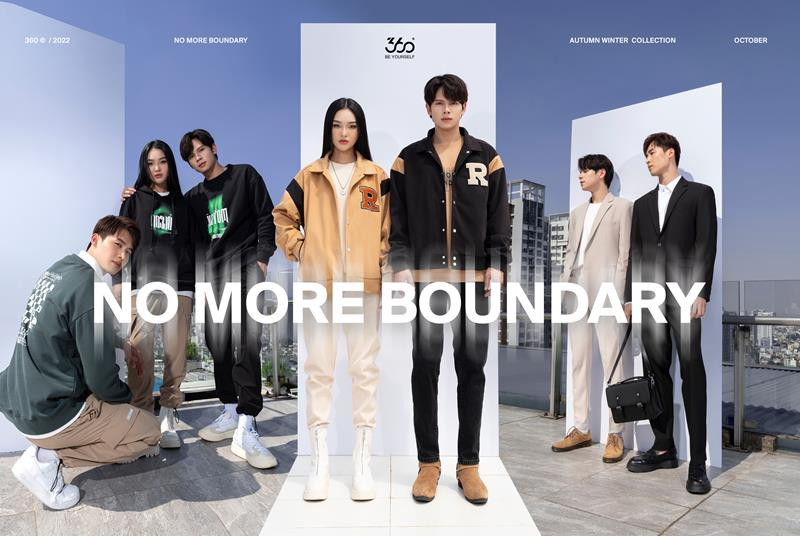 360 © / 2022
NO MORE BOUNDARY
360
BE YOURSELF
AUTUMN WINTER COLLECTION
OCTOBER
R
R
NO MORE BOUNDARY